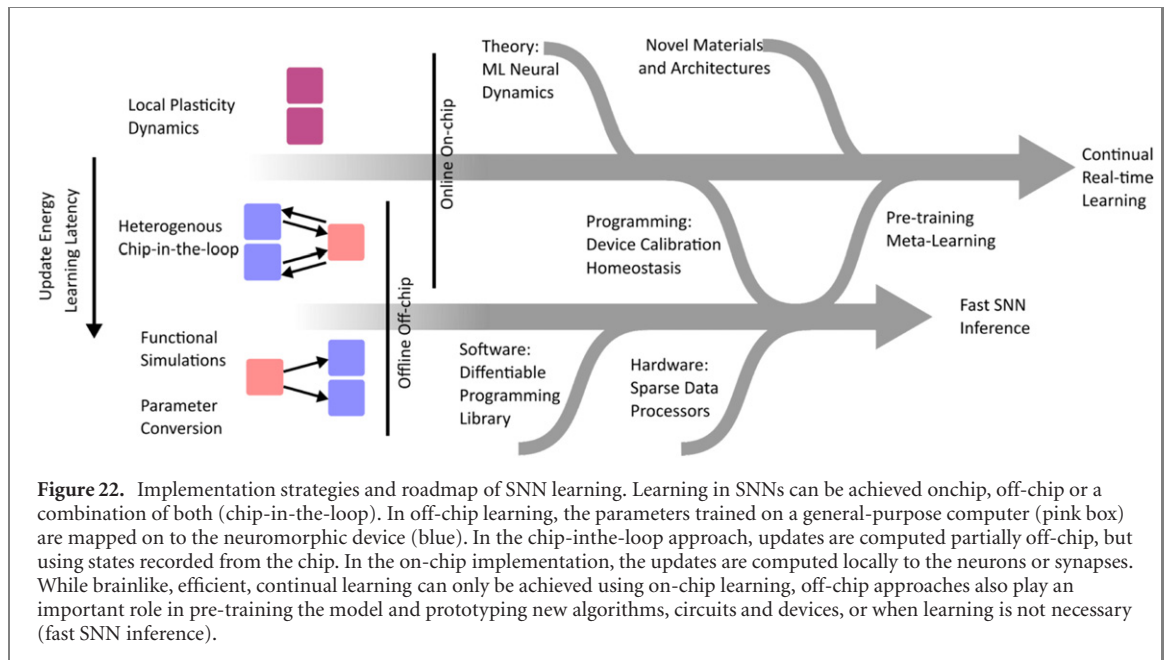 Theory:
ML Neural
Dynamics
Novel Materials
and Architectures
Local Plasticity
Dynamics
Online On-chip
Continual
Real-time
Learning
Update Energy
Learning Latency
Heterogenous
Chip-in-the-loop
Programming:
Device Calibration
Homeostasis
Pre-training
Meta-Learning
Offline Off-chip
Fast SNN
Inference
Functional
Simulations
Parameter
Conversion
Software:
Diffentiable
Programming
Library
Hardware:
Sparse Data
Processors
Figure 22. Implementation strategies and roadmap of SNN learning. Learning in SNNs can be achieved onchip, off-chip or a
combination of both (chip-in-the-loop). In off-chip learning, the parameters trained on a general-purpose computer (pink box)
are mapped on to the neuromorphic device (blue). In the chip-inthe-loop approach, updates are computed partially off-chip, but
using states recorded from the chip. In the on-chip implementation, the updates are computed locally to the neurons or synapses.
While brainlike, efficient, continual learning can only be achieved using on-chip learning, off-chip approaches also play an
important role in pre-training the model and prototyping new algorithms, circuits and devices, or when learning is not necessary
(fast SNN inference).